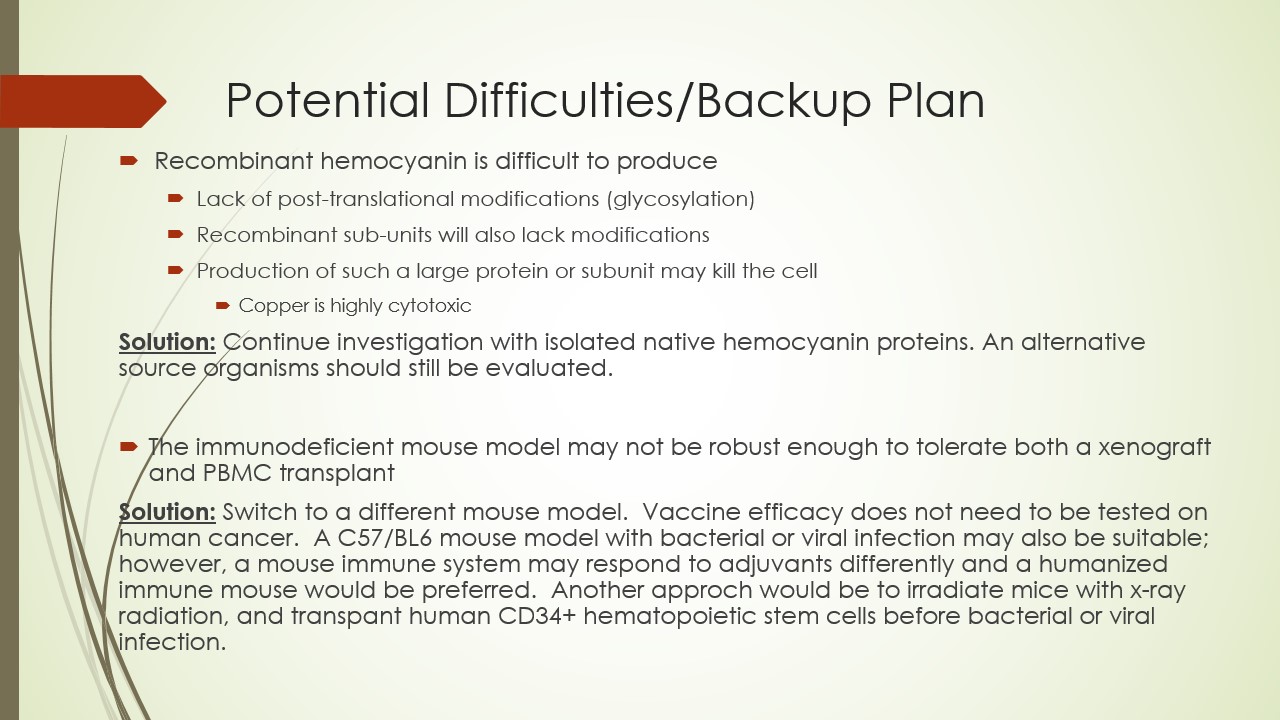 Potential Difficulties/Backup Plan
Recombinant hemocyanin is difficult to produce
Lack of post-translational modifications (glycosylation)
Recombinant sub-units will also lack modifications
Production of such a large protein or subunit may kill the cell
Copper is highly cytotoxic
Solution: Continue investigation with isolated native hemocyanin proteins. An alternative
source organisms should still be evaluated.
The immunodeficient mouse model may not be robust enough to tolerate both a xenograft
and PBMC transplant
Solution: Switch to a different mouse model.  Vaccine efficacy does not need to be tested on
human cancer.  A C57/BL6 mouse model with bacterial or viral infection may also be suitable;
however, a mouse immune system may respond to adjuvants differently and a humanized
immune mouse would be preferred.  Another approch would be to irradiate mice with x-ray
radiation, and transpant human CD34+ hematopoietic stem cells before bacterial or viral
infection.